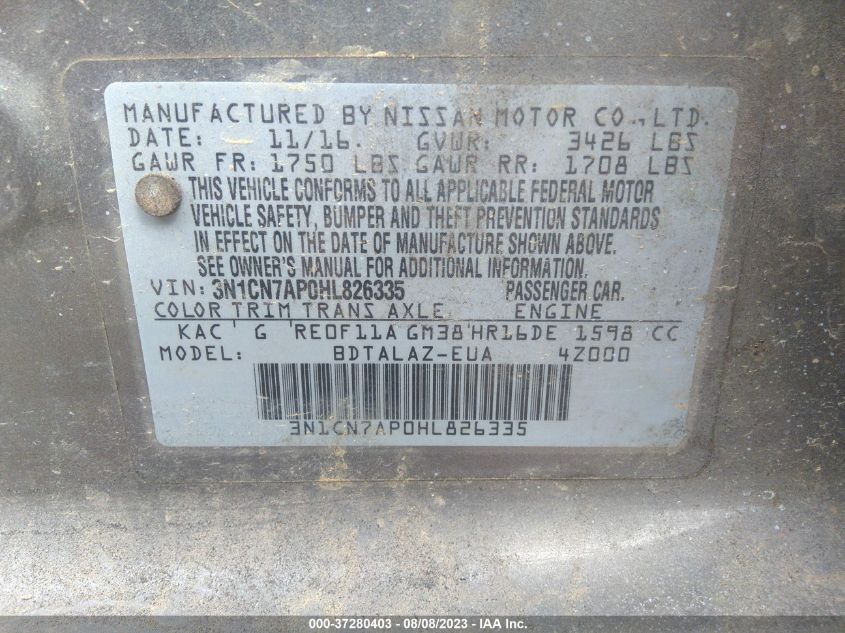 MANUFACTURED BY NISSAN MOTOR CO., LTD.
DATE: 11/16. GVWR: 3426 LBS
GAWR FR: 1750 LBS GAWR RR: 1708 LBS
THIS VEHICLE CONFORMS TO ALL APPLICABLE FEDERAL MOTOR
VEHICLE SAFETY, BUMPER AND THEFT PREVENTION STANDARDS
IN EFFECT ON THE DATE OF MANUFACTURE SHOWN ABOVE.
SEE OWNER'S MANUAL FOR ADDITIONAL INFORMATION.
VIN: 3N1CN7AP0HL826335 PASSENGER CAR.
COLOR TRIM TRANS AXLE ENGINE
KAC G RE0F11A GM38 HR16DE 1598 CC
MODEL: BDTALAZ-EUA 4Z000
3N1CN7AP0HL826335
000-37280403 - 08/08/2023 - IAA, Inc.